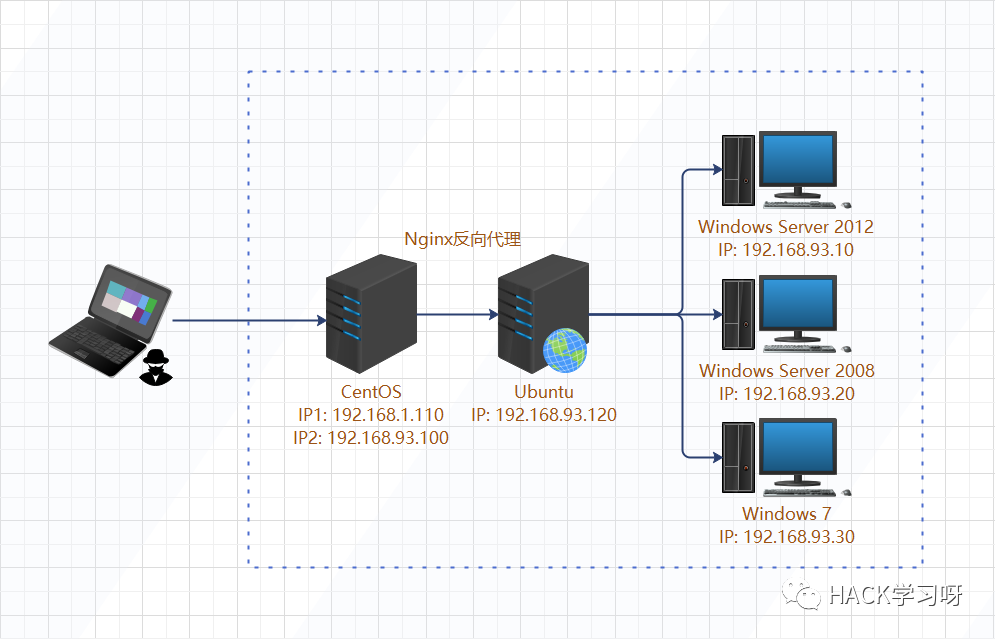 Nginx反向代理
CentOS
IP1: 192.168.1.110
IP2: 192.168.93.100
Ubuntu
IP: 192.168.93.120
Windows Server 2012
IP: 192.168.93.10
Windows Server 2008
IP: 192.168.93.20
Windows 7
IP: 192.168.93.30
HACK学习呀